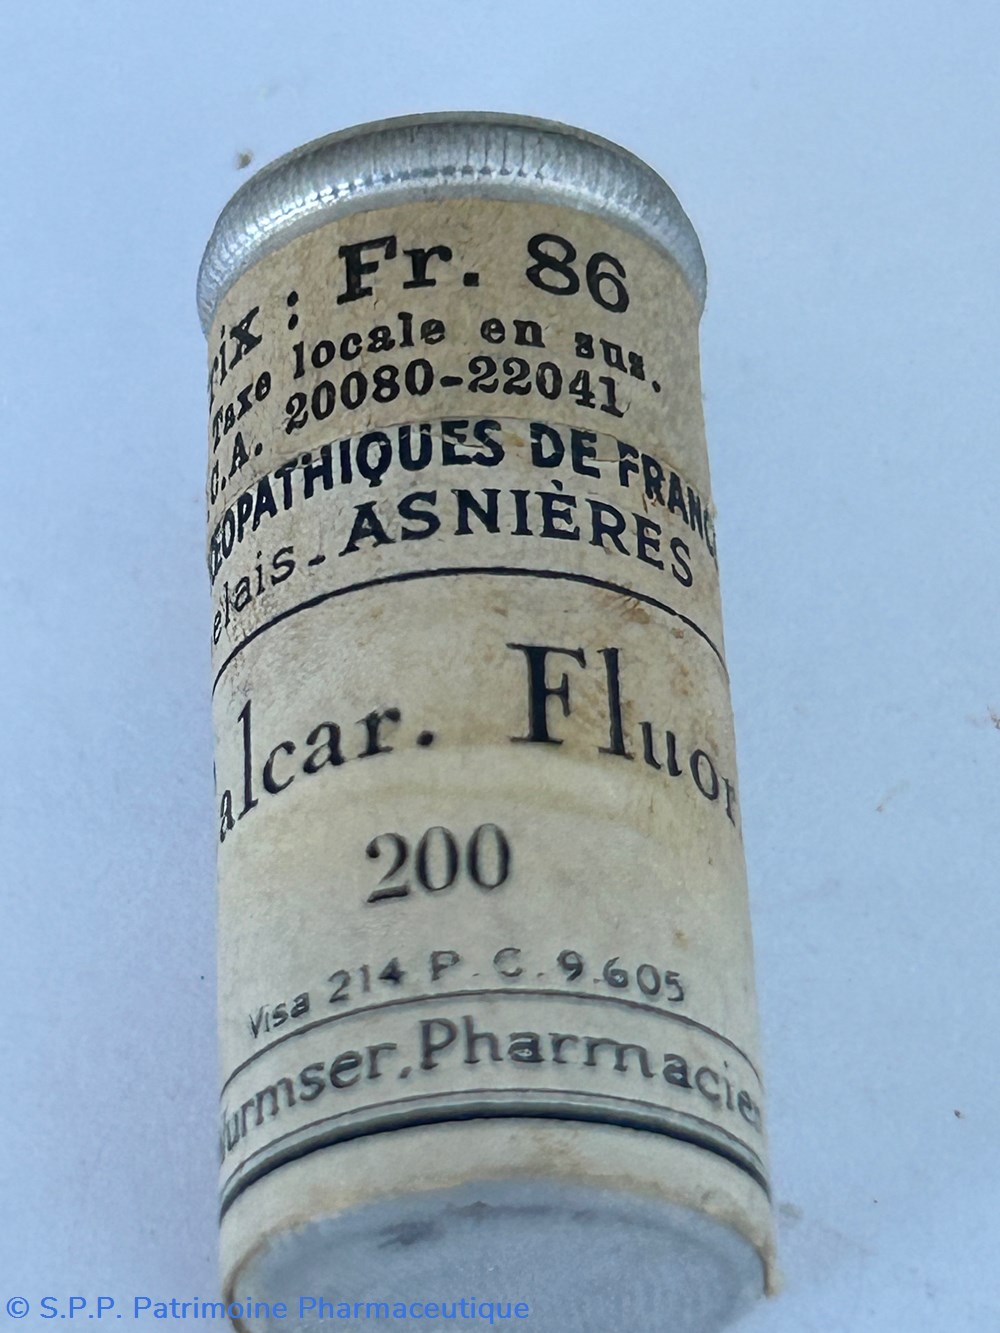 rix : Fr. 86
Taxe locale en sus.
C.A. 20080-22041
ÉOPATHIQUES DE FRANC
elais - ASNIÈRES
alcar. Fluor
200
Visa 214 P. C. 9.605
urmser, Pharmacien
© S.P.P. Patrimoine Pharmaceutique